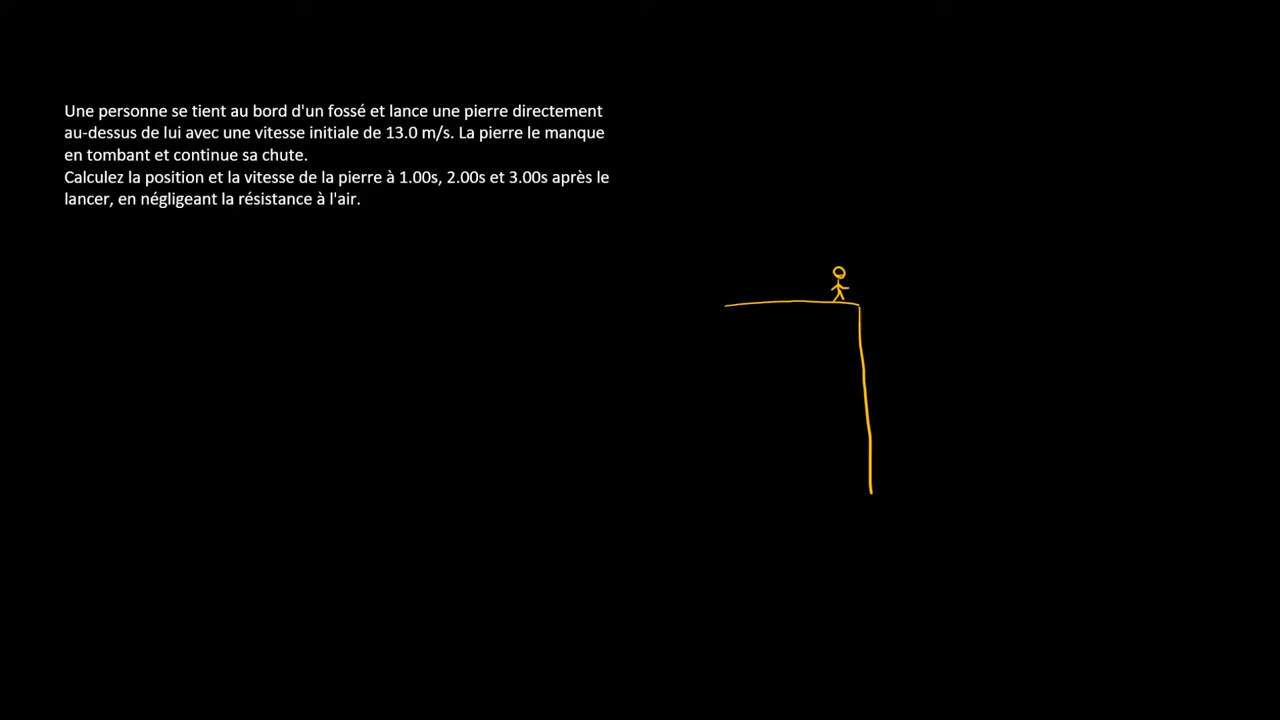 Une personne se tient au bord d'un fossé et lance une pierre directement
au-dessus de lui avec une vitesse initiale de 13.0 m/s. La pierre le manque
en tombant et continue sa chute.
Calculez la position et la vitesse de la pierre à 1.00s, 2.00s et 3.00s après le
lancer, en négligeant la résistance à l'air.